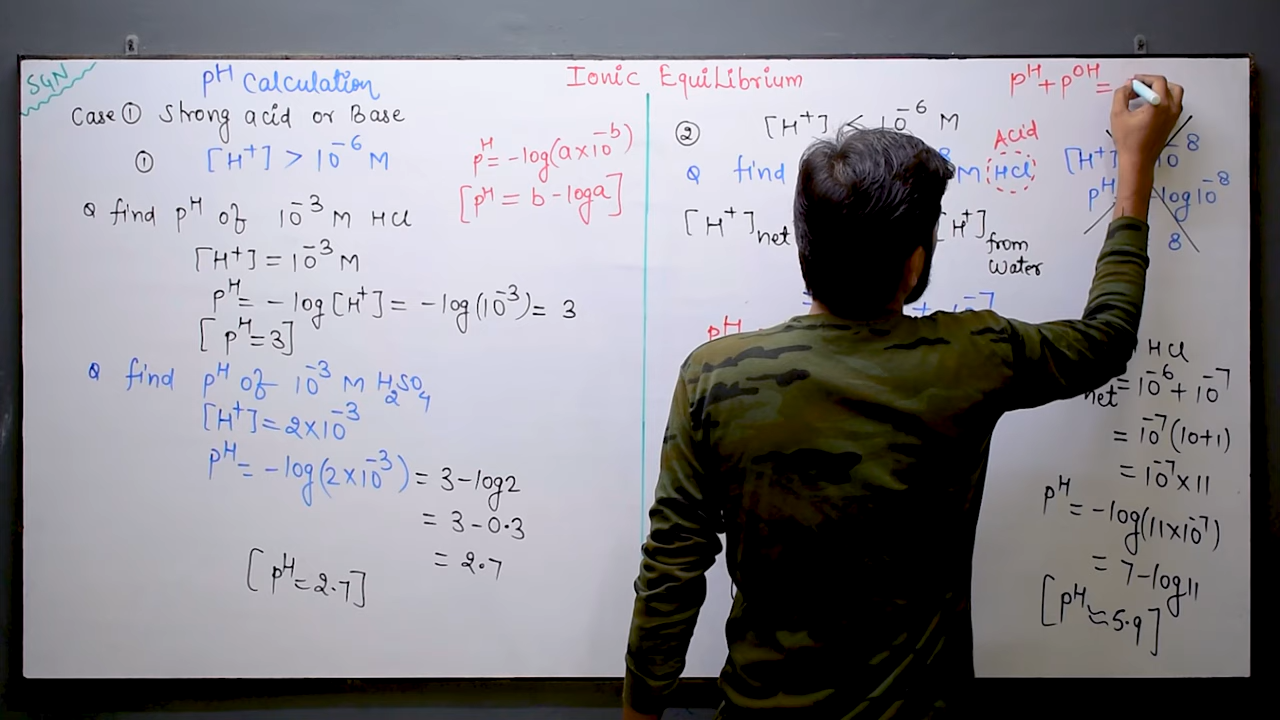 SGN
pH Calculation
Ionic Equilibrium
Case ① Strong acid or Base
① [H⁺] > 10⁻⁶ M
pH = -log(a×10⁻ᵇ)
[pH = b - log a]
Q find pH of 10⁻³ M HCl
[H⁺] = 10⁻³ M
pH = -log[H⁺] = -log(10⁻³) = 3
[pH = 3]
Q find pH of 10⁻³ M H₂SO₄
[H⁺] = 2×10⁻³
pH = -log(2×10⁻³) = 3-log2
= 3-0.3
= 2.7
[pH = 2.7]
pH + pOH =
② [H⁺] < 10⁻⁶ M
Acid
Q find M HCl
[H⁺]net [H⁺] from
Water
+ 10⁻⁷
pH
[H⁺] 10⁻⁸
pH log10⁻⁸
8
HCl
net = 10⁻⁶ + 10⁻⁷
= 10⁻⁷(10+1)
= 10⁻⁷×11
pH = -log(11×10⁻⁷)
= 7-log11
[pH ≈ 5.9]